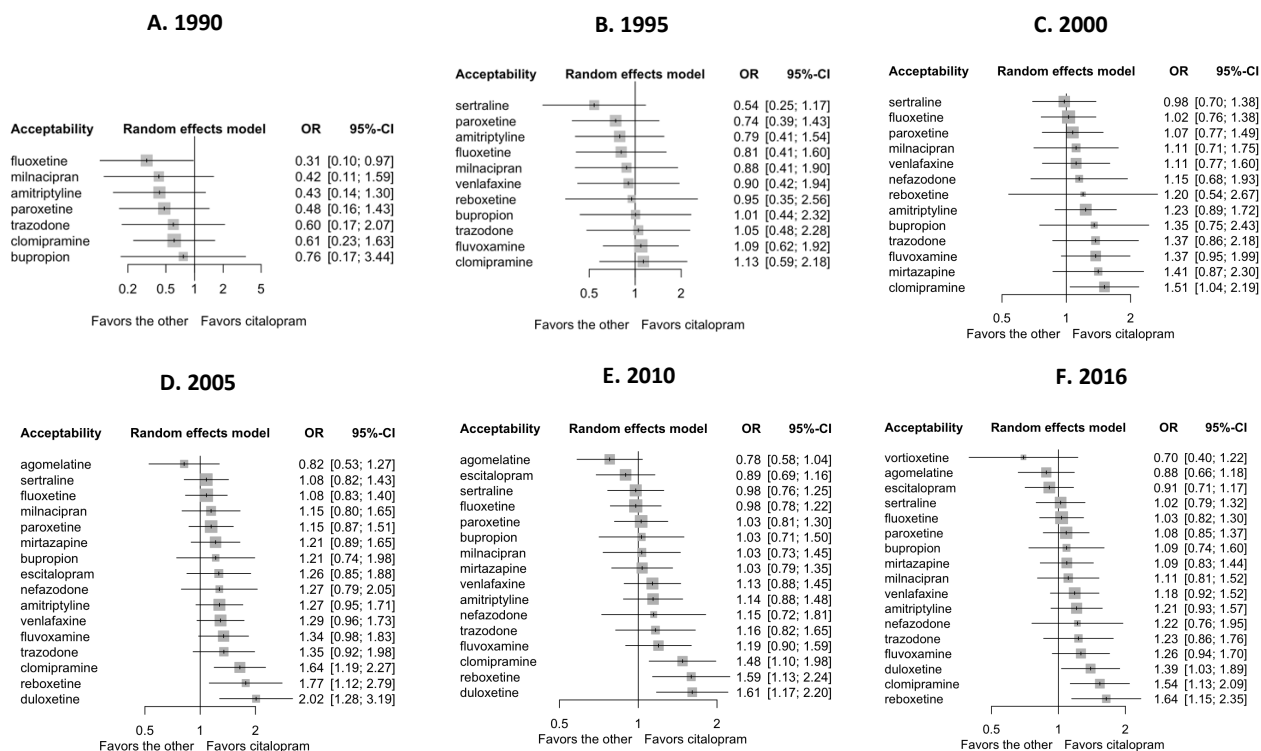 A. 1990
Acceptability Random effects model OR 95%-CI
fluoxetine 0.31 [0.10; 0.97]
milnacipran 0.42 [0.11; 1.59]
amitriptyline 0.43 [0.14; 1.30]
paroxetine 0.48 [0.16; 1.43]
trazodone 0.60 [0.17; 2.07]
clomipramine 0.61 [0.23; 1.63]
bupropion 0.76 [0.17; 3.44]
0.2 0.5 1 2 5
Favors the other Favors citalopram
B. 1995
Acceptability Random effects model OR 95%-CI
sertraline 0.54 [0.25; 1.17]
paroxetine 0.74 [0.39; 1.43]
amitriptyline 0.79 [0.41; 1.54]
fluoxetine 0.81 [0.41; 1.60]
milnacipran 0.88 [0.41; 1.90]
venlafaxine 0.90 [0.42; 1.94]
reboxetine 0.95 [0.35; 2.56]
bupropion 1.01 [0.44; 2.32]
trazodone 1.05 [0.48; 2.28]
fluvoxamine 1.09 [0.62; 1.92]
clomipramine 1.13 [0.59; 2.18]
0.5 1 2
Favors the other Favors citalopram
C. 2000
Acceptability Random effects model OR 95%-CI
sertraline 0.98 [0.70; 1.38]
fluoxetine 1.02 [0.76; 1.38]
paroxetine 1.07 [0.77; 1.49]
milnacipran 1.11 [0.71; 1.75]
venlafaxine 1.11 [0.77; 1.60]
nefazodone 1.15 [0.68; 1.93]
reboxetine 1.20 [0.54; 2.67]
amitriptyline 1.23 [0.89; 1.72]
bupropion 1.35 [0.75; 2.43]
trazodone 1.37 [0.86; 2.18]
fluvoxamine 1.37 [0.95; 1.99]
mirtazapine 1.41 [0.87; 2.30]
clomipramine 1.51 [1.04; 2.19]
0.5 1 2
Favors the other Favors citalopram
D. 2005
Acceptability Random effects model OR 95%-CI
agomelatine 0.82 [0.53; 1.27]
sertraline 1.08 [0.82; 1.43]
fluoxetine 1.08 [0.83; 1.40]
milnacipran 1.15 [0.80; 1.65]
paroxetine 1.15 [0.87; 1.51]
mirtazapine 1.21 [0.89; 1.65]
bupropion 1.21 [0.74; 1.98]
escitalopram 1.26 [0.85; 1.88]
nefazodone 1.27 [0.79; 2.05]
amitriptyline 1.27 [0.95; 1.71]
venlafaxine 1.29 [0.96; 1.73]
fluvoxamine 1.34 [0.98; 1.83]
trazodone 1.35 [0.92; 1.98]
clomipramine 1.64 [1.19; 2.27]
reboxetine 1.77 [1.12; 2.79]
duloxetine 2.02 [1.28; 3.19]
0.5 1 2
Favors the other Favors citalopram
E. 2010
Acceptability Random effects model OR 95%-CI
agomelatine 0.78 [0.58; 1.04]
escitalopram 0.89 [0.69; 1.16]
sertraline 0.98 [0.76; 1.25]
fluoxetine 0.98 [0.78; 1.22]
paroxetine 1.03 [0.81; 1.30]
bupropion 1.03 [0.71; 1.50]
milnacipran 1.03 [0.73; 1.45]
mirtazapine 1.03 [0.79; 1.35]
venlafaxine 1.13 [0.88; 1.45]
amitriptyline 1.14 [0.88; 1.48]
nefazodone 1.15 [0.72; 1.81]
trazodone 1.16 [0.82; 1.65]
fluvoxamine 1.19 [0.90; 1.59]
clomipramine 1.48 [1.10; 1.98]
reboxetine 1.59 [1.13; 2.24]
duloxetine 1.61 [1.17; 2.20]
0.5 1 2
Favors the other Favors citalopram
F. 2016
Acceptability Random effects model OR 95%-CI
vortioxetine 0.70 [0.40; 1.22]
agomelatine 0.88 [0.66; 1.18]
escitalopram 0.91 [0.71; 1.17]
sertraline 1.02 [0.79; 1.32]
fluoxetine 1.03 [0.82; 1.30]
paroxetine 1.08 [0.85; 1.37]
bupropion 1.09 [0.74; 1.60]
mirtazapine 1.09 [0.83; 1.44]
milnacipran 1.11 [0.81; 1.52]
venlafaxine 1.18 [0.92; 1.52]
amitriptyline 1.21 [0.93; 1.57]
nefazodone 1.22 [0.76; 1.95]
trazodone 1.23 [0.86; 1.76]
fluvoxamine 1.26 [0.94; 1.70]
duloxetine 1.39 [1.03; 1.89]
clomipramine 1.54 [1.13; 2.09]
reboxetine 1.64 [1.15; 2.35]
0.5 1 2
Favors the other Favors citalopram